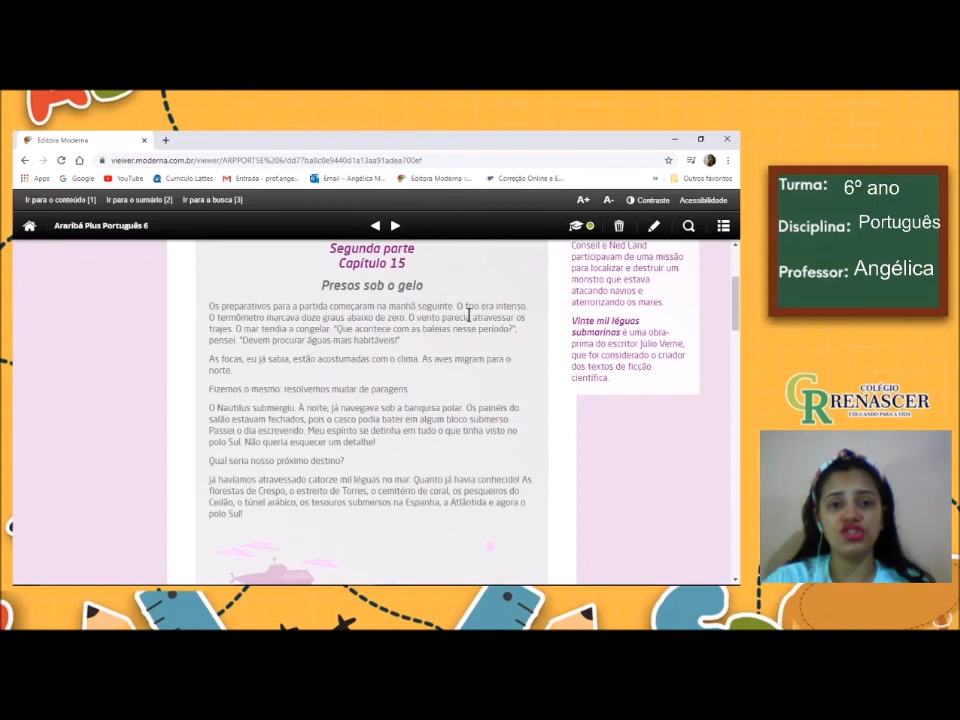 Editora Moderna
viewer.moderna.com.br/viewer/ARPPORT5E%206/dd77ba8c0e9440d1a13aa91adea700ef
Apps Google YouTube Currículo Lattes Entrada - prof.ange... Email – Angélica M... Editora Moderna :... Correção Online e E... » Outros favoritos
Ir para o conteúdo [1] Ir para o sumário [2] Ir para a busca [3] A+ A- Contraste Acessibilidade
Araribá Plus Português 6
Segunda parte
Capítulo 15
Presos sob o gelo
Os preparativos para a partida começaram na manhã seguinte. O frio era intenso.
O termômetro marcava doze graus abaixo de zero. O vento parecia atravessar os
trajes. O mar tendia a congelar. "Que acontece com as baleias nesse período?",
pensei. "Devem procurar águas mais habitáveis!"
As focas, eu já sabia, estão acostumadas com o clima. As aves migram para o
norte.
Fizemos o mesmo: resolvemos mudar de paragens.
O Nautilus submergiu. À noite, já navegava sob a banquisa polar. Os painéis do
salão estavam fechados, pois o casco podia bater em algum bloco submerso.
Passei o dia escrevendo. Meu espírito se detinha em tudo o que tinha visto no
polo Sul. Não queria esquecer um detalhe!
Qual seria nosso próximo destino?
Já havíamos atravessado catorze mil léguas no mar. Quanto já havia conhecido! As
florestas de Crespo, o estreito de Torres, o cemitério de coral, os pesqueiros do
Ceilão, o túnel arábico, os tesouros submersos na Espanha, a Atlântida e agora o
polo Sul!
Conseil e Ned Land
participavam de uma missão
para localizar e destruir um
monstro que estava
atacando navios e
aterrorizando os mares.
Vinte mil léguas
submarinas é uma obra-
prima do escritor Júlio Verne,
que foi considerado o criador
dos textos de ficção
científica.
Turma: 6º ano
Disciplina: Português
Professor: Angélica
COLÉGIO
CRENASCER
EDUCANDO PARA A VIDA